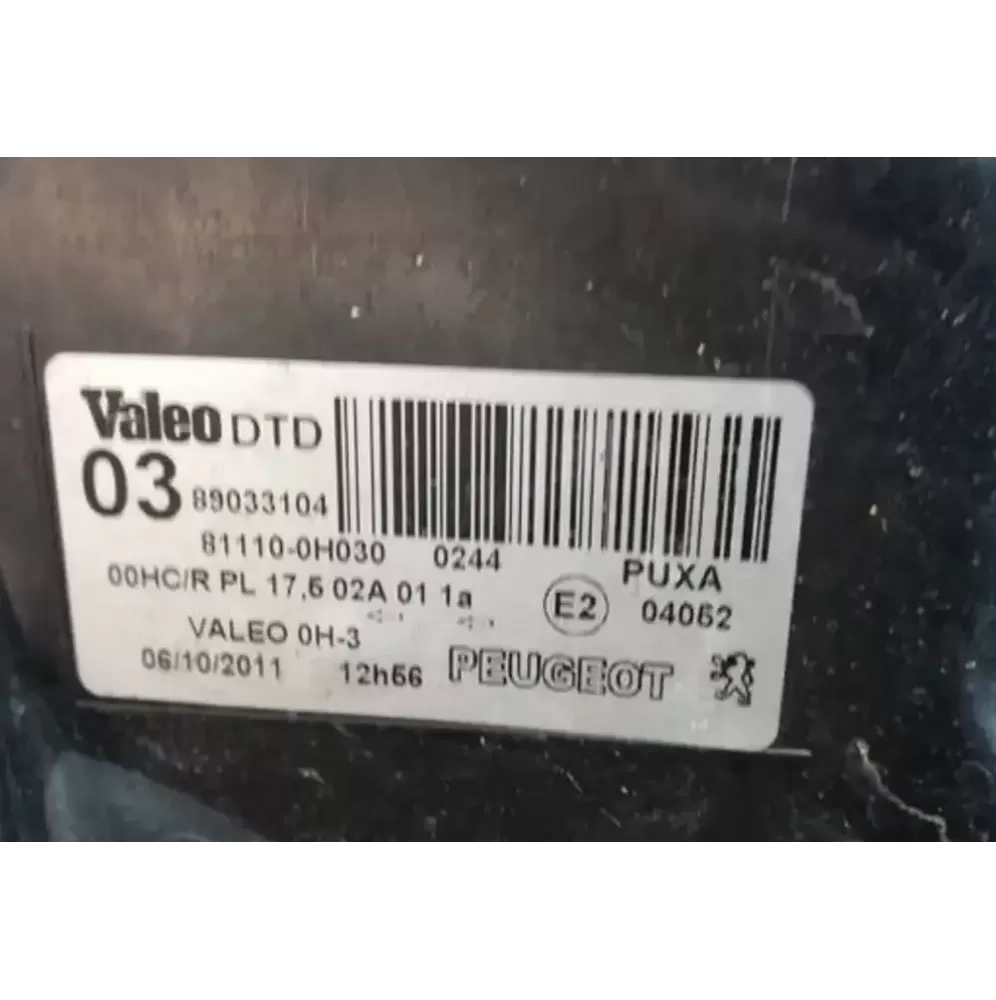 Valeo DTD
03 89033104
81110-0H030 0244 PUXA
00HC/R PL 17,5 02A 01 1a E2 04062
VALEO 0H-3
06/10/2011 12h56 PEUGEOT